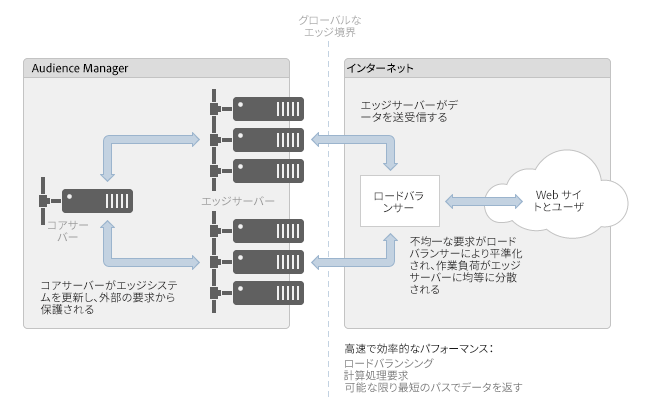 グローバルな
エッジ境界
Audience Manager
コアサー
バー
エッジサーバー
コアサーバーがエッジシステ
ムを更新し、外部の要求から
保護される
インターネット
エッジサーバーがデ
ータを送受信する
ロードバラ
ンサー
Web サイ
トとユーザ
不均一な要求がロード
バランサーにより平準化
され、作業負荷がエッジ
サーバーに均等に分散
される
高速で効率的なパフォーマンス：
ロードバランシング
計算処理要求
可能な限り最短のパスでデータを返す